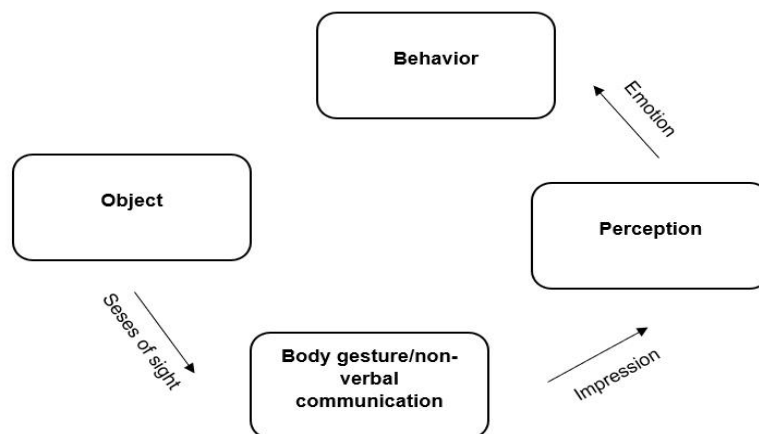 Behavior
Emotion
Object
Perception
Seses of sight
Body gesture/non-
verbal
communication
Impression